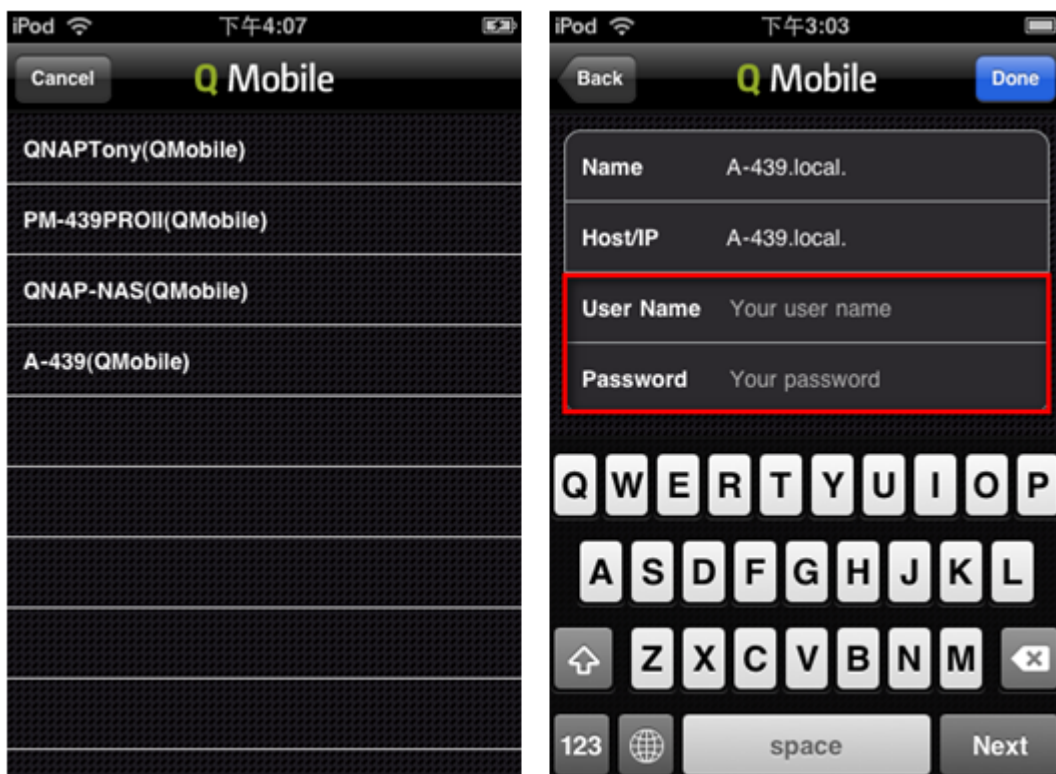 iPod 下午4:07
Cancel Q Mobile
QNAPTony(QMobile)
PM-439PROII(QMobile)
QNAP-NAS(QMobile)
A-439(QMobile)
iPod 下午3:03
Back Q Mobile Done
Name A-439.local.
Host/IP A-439.local.
User Name Your user name
Password Your password
Q W E R T Y U I O P
A S D F G H J K L
Z X C V B N M
123 space Next